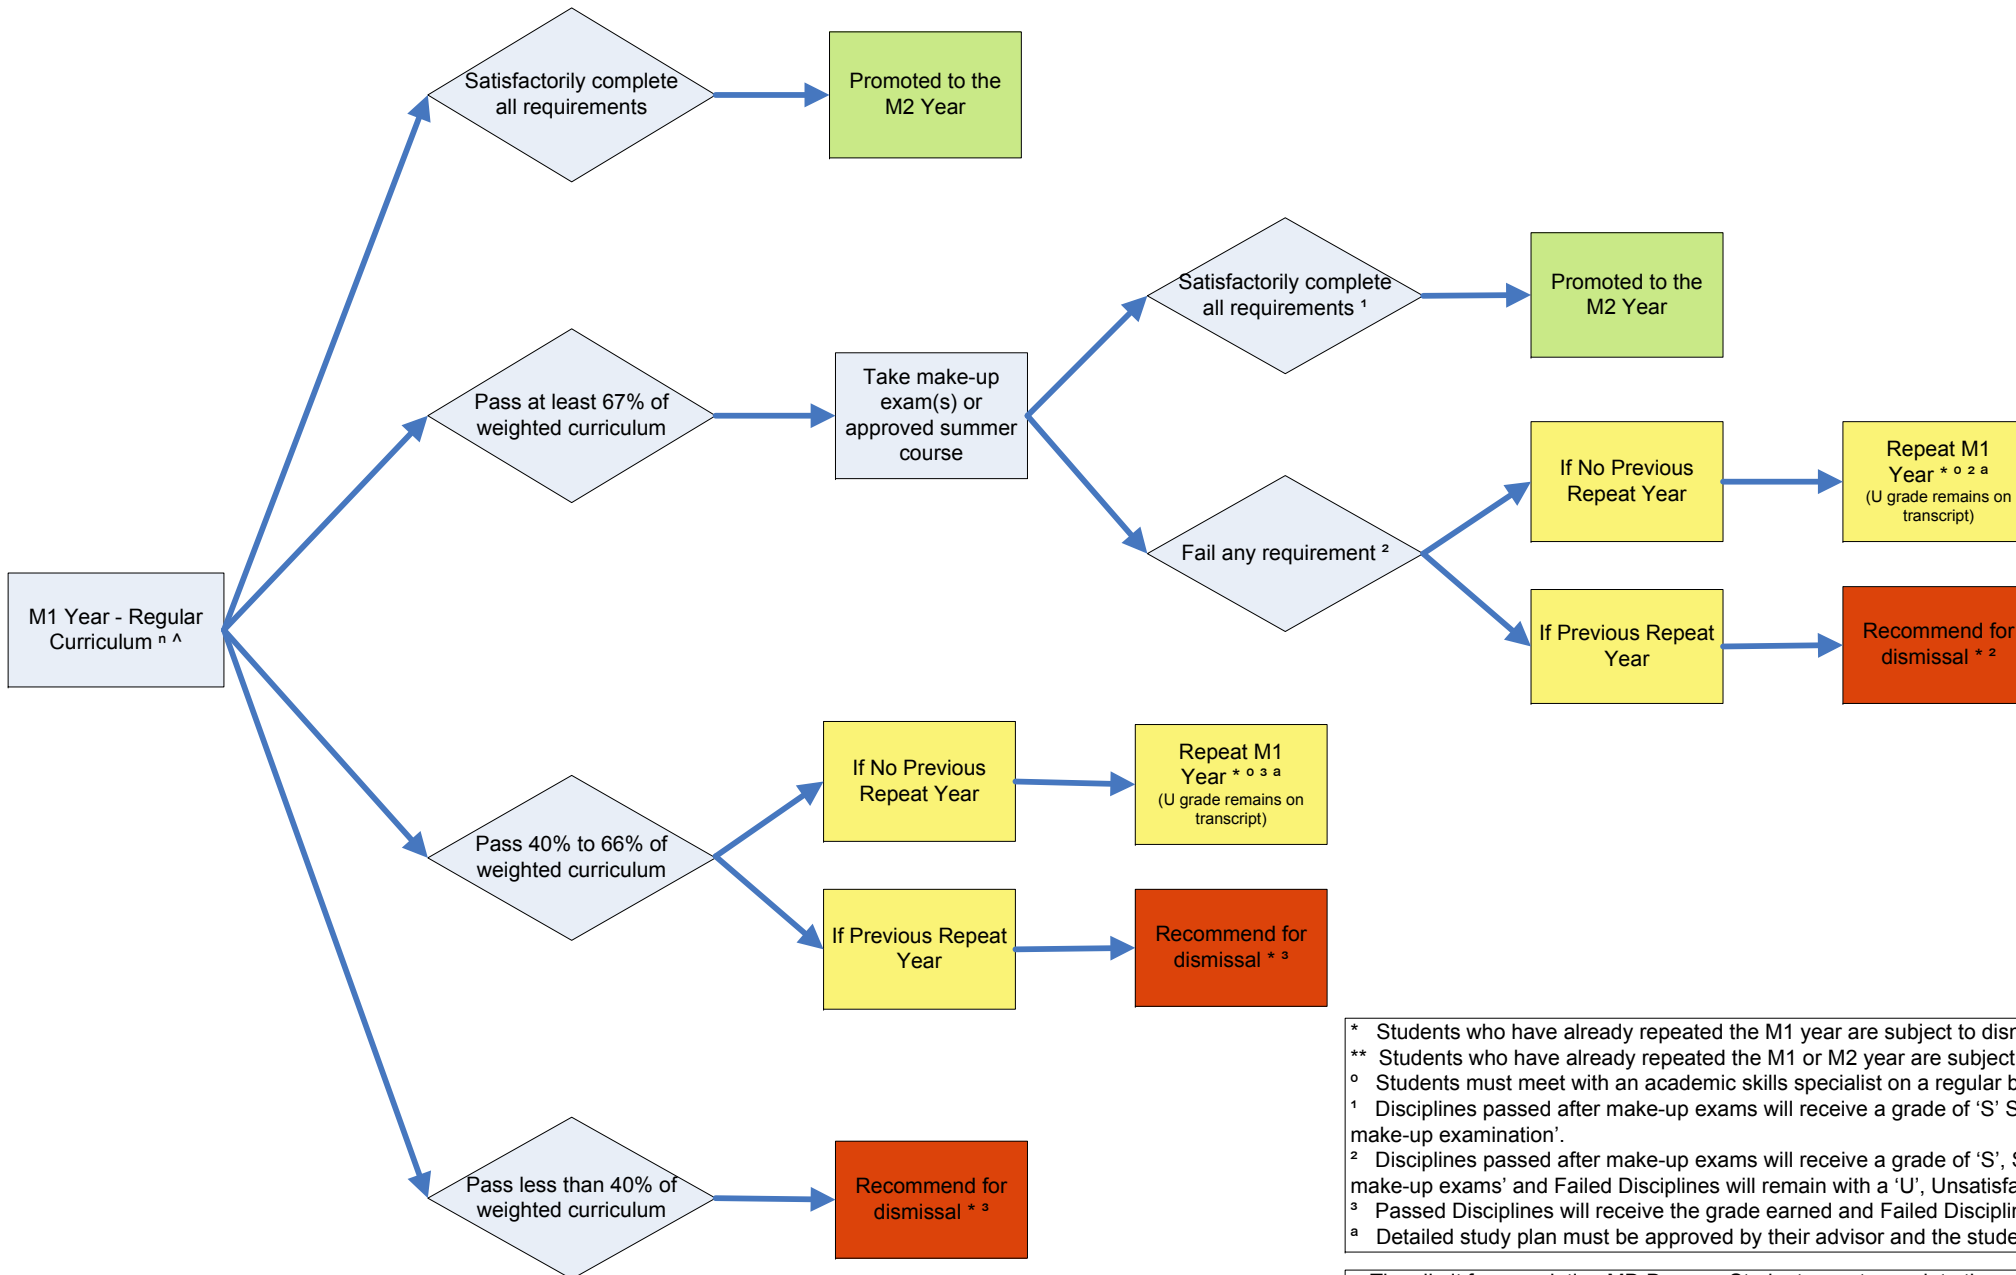 Satisfactorily complete
all requirements
Promoted to the
M2 Year
Satisfactorily complete
all requirements ¹
Promoted to the
M2 Year
Pass at least 67% of
weighted curriculum
Take make-up
exam(s) or
approved summer
course
Fail any requirement ²
If No Previous
Repeat Year
Repeat M1
Year * º ² ª
(U grade remains on
transcript)
If Previous Repeat
Year
Recommend for
dismissal * ²
M1 Year - Regular
Curriculum ⁿ ^
Pass 40% to 66% of
weighted curriculum
If No Previous
Repeat Year
Repeat M1
Year * º ³ ª
(U grade remains on
transcript)
If Previous Repeat
Year
Recommend for
dismissal * ³
Pass less than 40% of
weighted curriculum
Recommend for
dismissal * ³
* Students who have already repeated the M1 year are subject to
** Students who have already repeated the M1 or M2 year are subject
º Students must meet with an academic skills specialist on a regular
¹ Disciplines passed after make-up exams will receive a grade of ‘S’
make-up examination’.
² Disciplines passed after make-up exams will receive a grade of ‘S’,
make-up exams’ and Failed Disciplines will remain with a ‘U’,
³ Passed Disciplines will receive the grade earned and Failed
ª Detailed study plan must be approved by their advisor and the